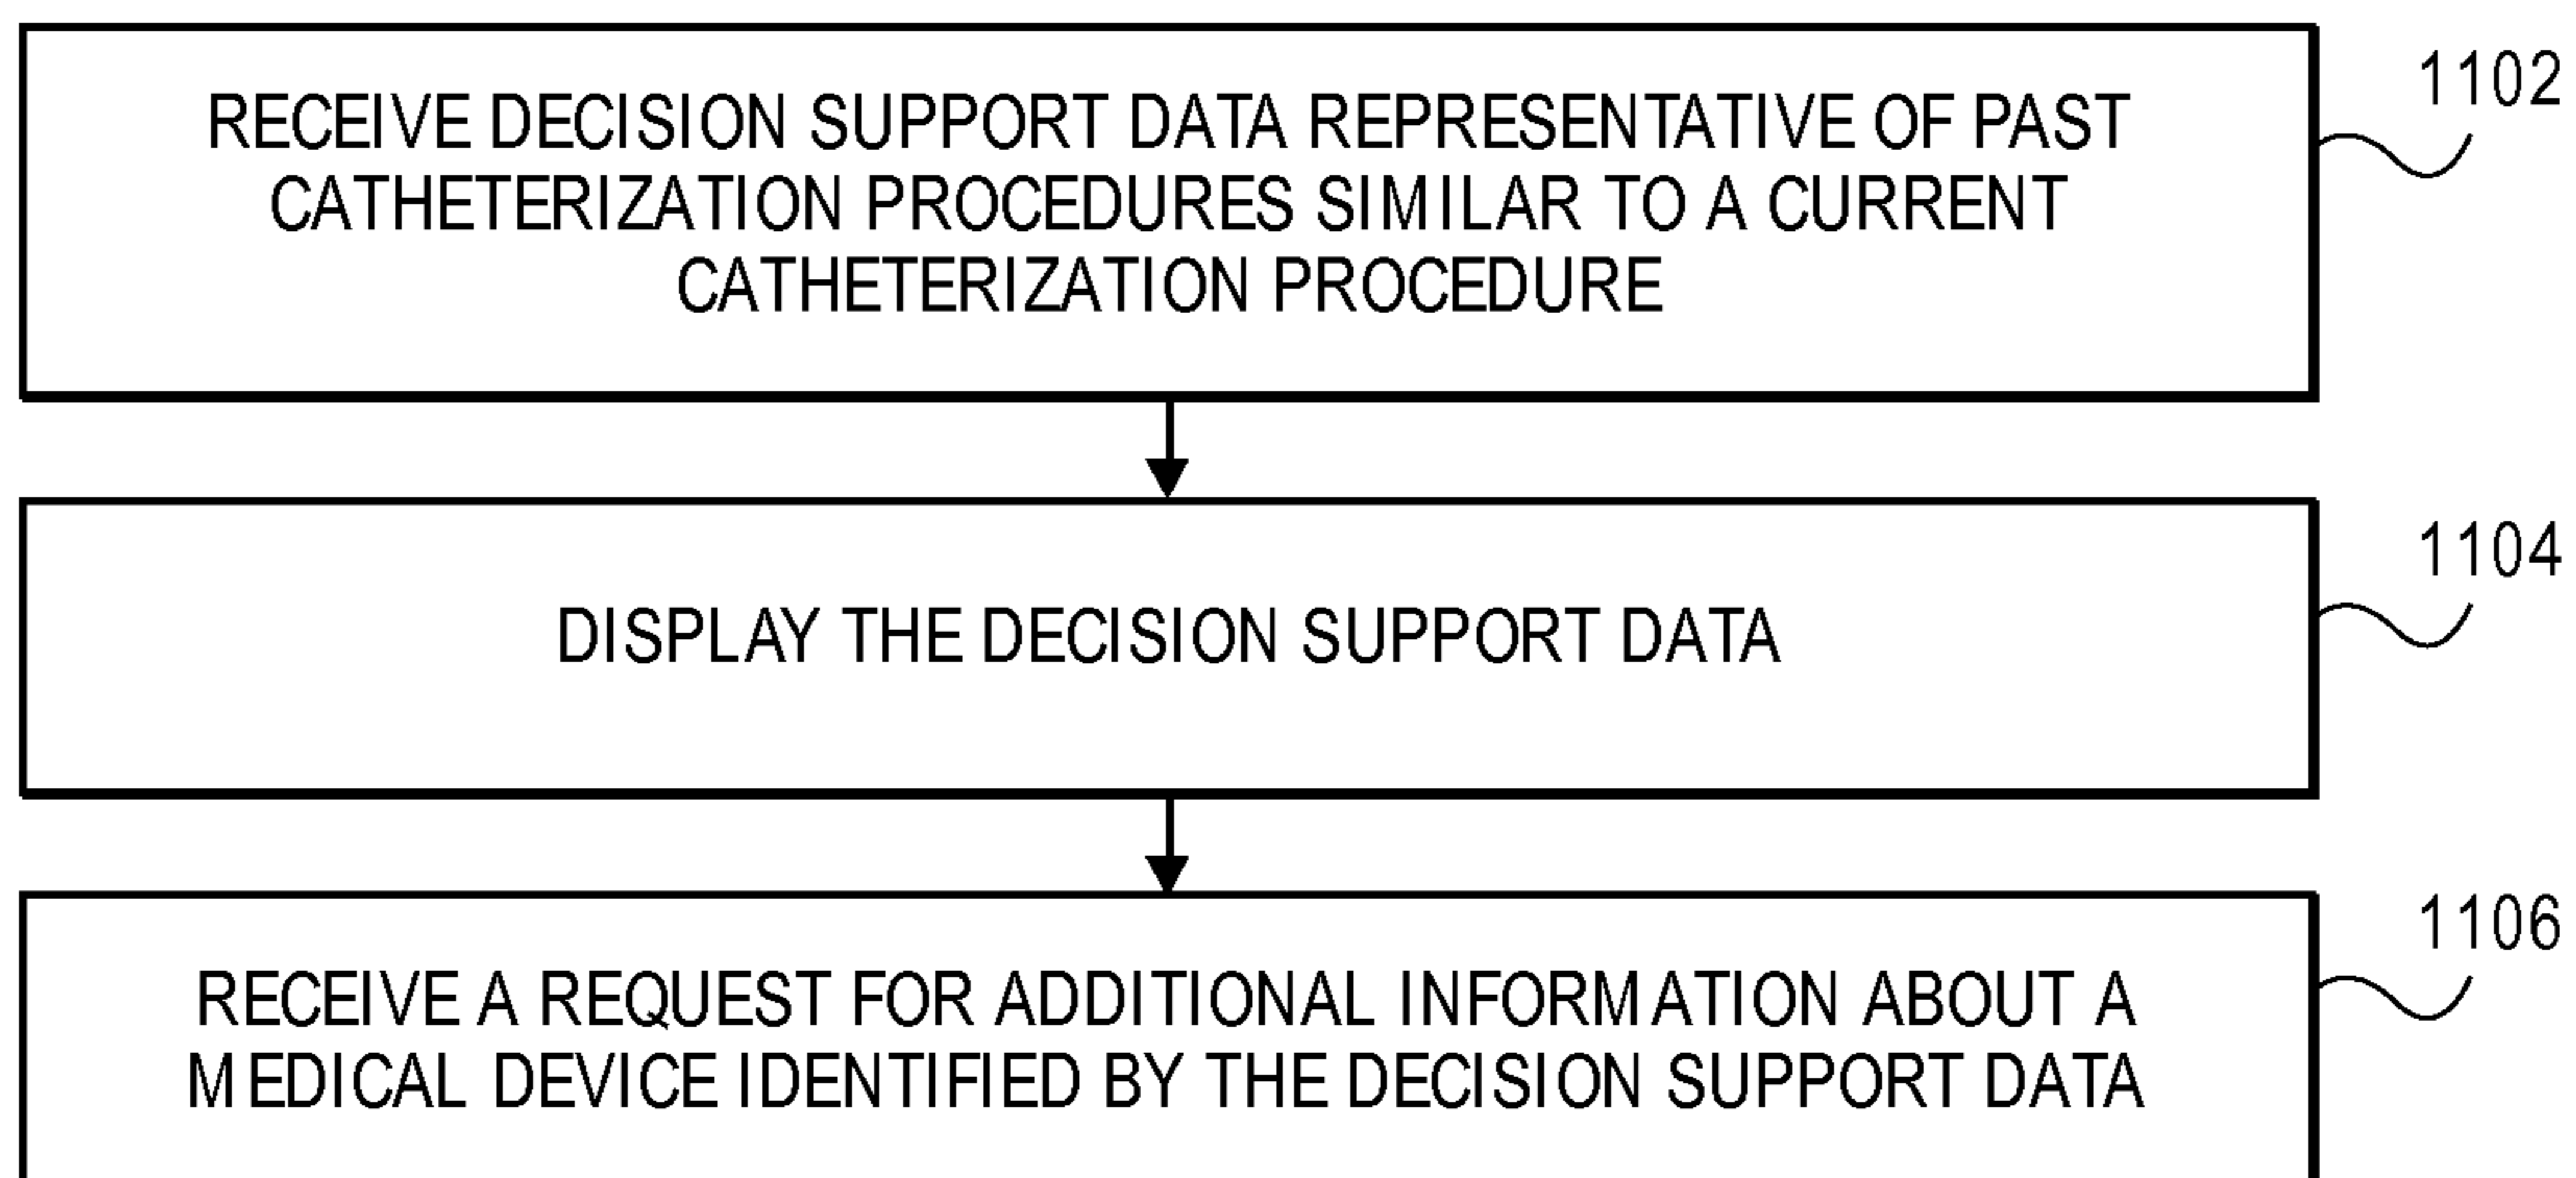 RECEIVE DECISION SUPPORT DATA REPRESENTATIVE OF PAST
CATHETERIZATION PROCEDURES SIMILAR TO A CURRENT
CATHETERIZATION PROCEDURE
1102
DISPLAY THE DECISION SUPPORT DATA
1104
RECEIVE A REQUEST FOR ADDITIONAL INFORMATION ABOUT A
MEDICAL DEVICE IDENTIFIED BY THE DECISION SUPPORT DATA
1106